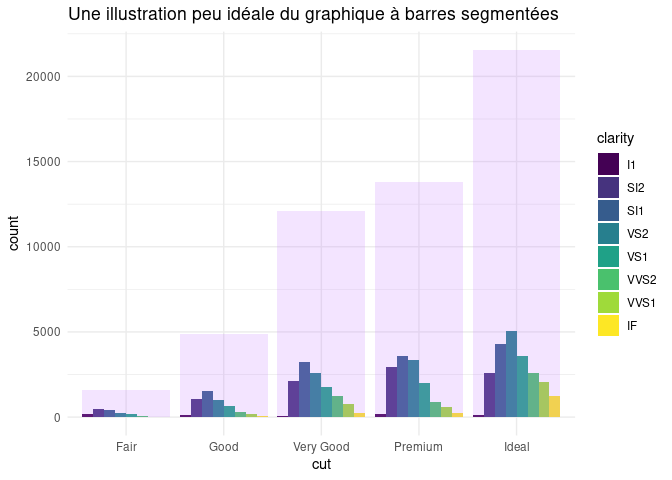 Une illustration peu idéale du graphique à barres segmentées
20000
15000
10000
5000
0
count
Fair
Good
Very Good
Premium
Ideal
cut
clarity
I1
SI2
SI1
VS2
VS1
VVS2
VVS1
IF